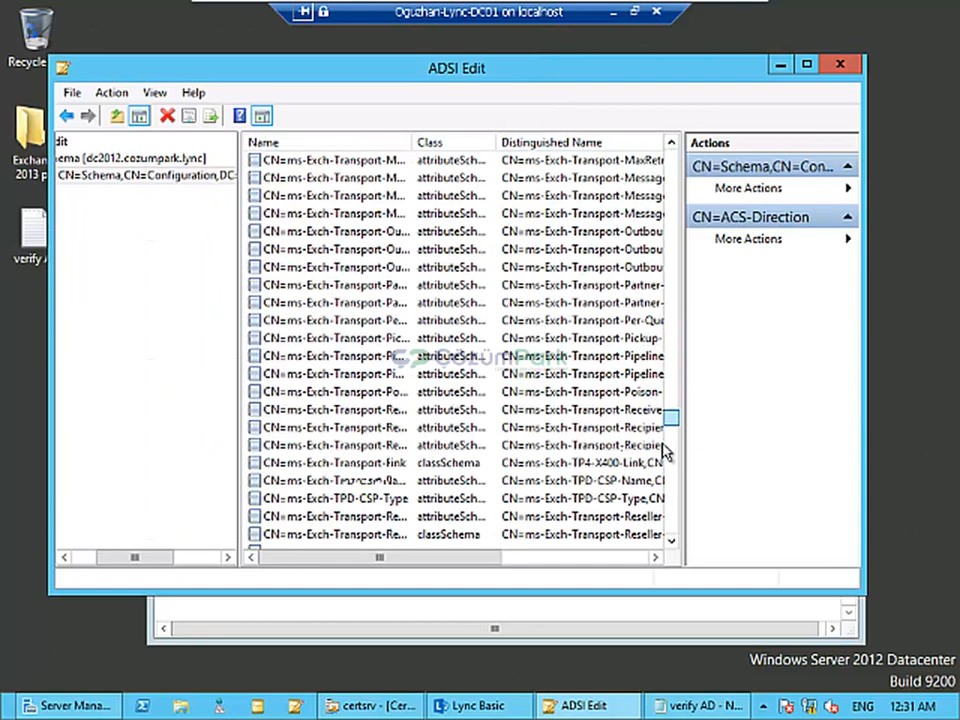 Oguzhan-Lync-DC01 on localhost
Recycle
Exchan
2013 p
verify A
ADSI Edit
File Action View Help
dit
ema [dc2012.cozumpark.lync]
CN=Schema,CN=Configuration,DC=
Name Class Distinguished Name
CN=ms-Exch-Transport-M... attributeSch... CN=ms-Exch-Transport-MaxRetr
CN=ms-Exch-Transport-M... attributeSch... CN=ms-Exch-Transport-Message
CN=ms-Exch-Transport-M... attributeSch... CN=ms-Exch-Transport-Message
CN=ms-Exch-Transport-M... attributeSch... CN=ms-Exch-Transport-Message
CN=ms-Exch-Transport-Ou... attributeSch... CN=ms-Exch-Transport-Outbou
CN=ms-Exch-Transport-Ou... attributeSch... CN=ms-Exch-Transport-Outbou
CN=ms-Exch-Transport-Ou... attributeSch... CN=ms-Exch-Transport-Outbou
CN=ms-Exch-Transport-Pa... attributeSch... CN=ms-Exch-Transport-Partner-
CN=ms-Exch-Transport-Pa... attributeSch... CN=ms-Exch-Transport-Partner-
CN=ms-Exch-Transport-Pe... attributeSch... CN=ms-Exch-Transport-Per-Que
CN=ms-Exch-Transport-Pic... attributeSch... CN=ms-Exch-Transport-Pickup-
CN=ms-Exch-Transport-Pi... attributeSch... CN=ms-Exch-Transport-Pipeline
CN=ms-Exch-Transport-Pi... attributeSch... CN=ms-Exch-Transport-Pipeline
CN=ms-Exch-Transport-Po... attributeSch... CN=ms-Exch-Transport-Poison-
CN=ms-Exch-Transport-Re... attributeSch... CN=ms-Exch-Transport-Receive
CN=ms-Exch-Transport-Re... attributeSch... CN=ms-Exch-Transport-Recipier
CN=ms-Exch-Transport-Re... attributeSch... CN=ms-Exch-Transport-Recipier
CN=ms-Exch-Transport-Fink classSchema CN=ms-Exch-TP4-X400-Link,CN
attributeSch... CN=ms-Exch-TPD-CSP-Name,C
CN=ms-Exch-TPD-CSP-Type attributeSch... CN=ms-Exch-TPD-CSP-Type,CN
CN=ms-Exch-Transport-Re... attributeSch... CN=ms-Exch-Transport-Reseller-
CN=ms-Exch-Transport-Re... classSchema CN=ms-Exch-Transport-Reseller-
ÇözümPark
Actions
CN=Schema,CN=Con...
More Actions
CN=ACS-Direction
More Actions
Windows Server 2012 Datacenter
Build 9200
Server Mana...
certsrv - [Cer...
Lync Basic
ADSI Edit
verify AD - N...
ENG 12:31 AM